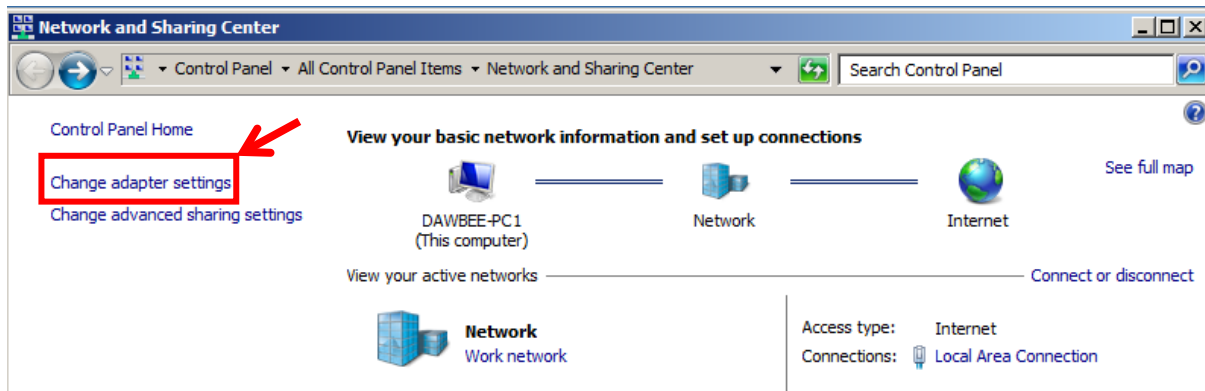 Network and Sharing Center
Control Panel All Control Panel Items Network and Sharing Center Search Control Panel
Control Panel Home
View your basic network information and set up connections
Change adapter settings
See full map
Change advanced sharing settings
DAWBEE-PC1 Network Internet
(This computer)
View your active networks Connect or disconnect
Network
Work network
Access type: Internet
Connections: Local Area Connection